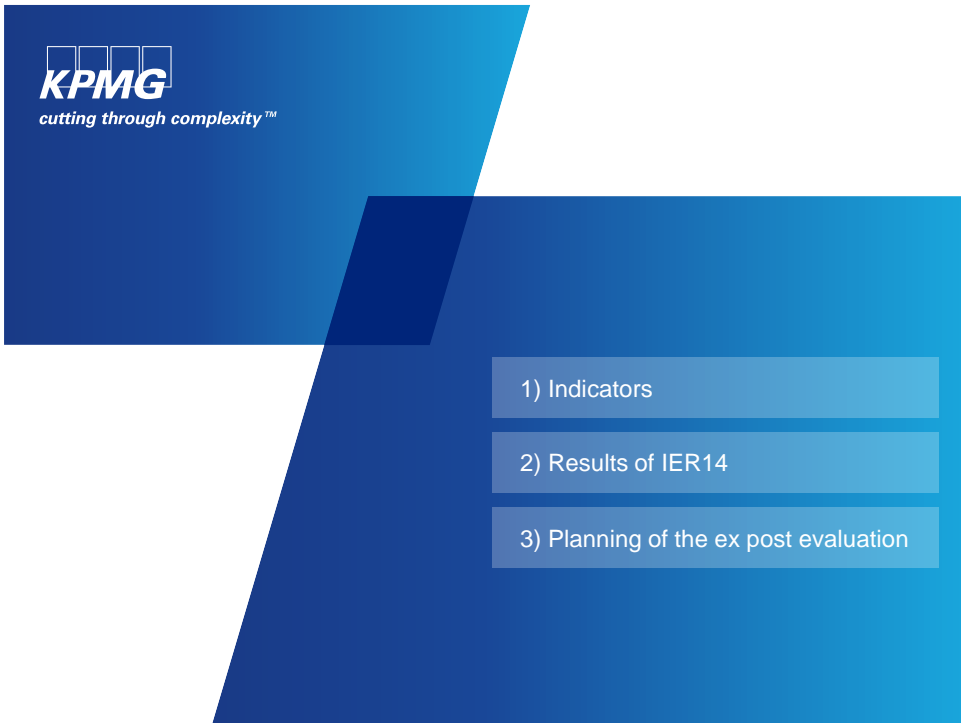 KPMG
cutting through complexity™
1) Indicators
2) Results of IER14
3) Planning of the ex post evaluation